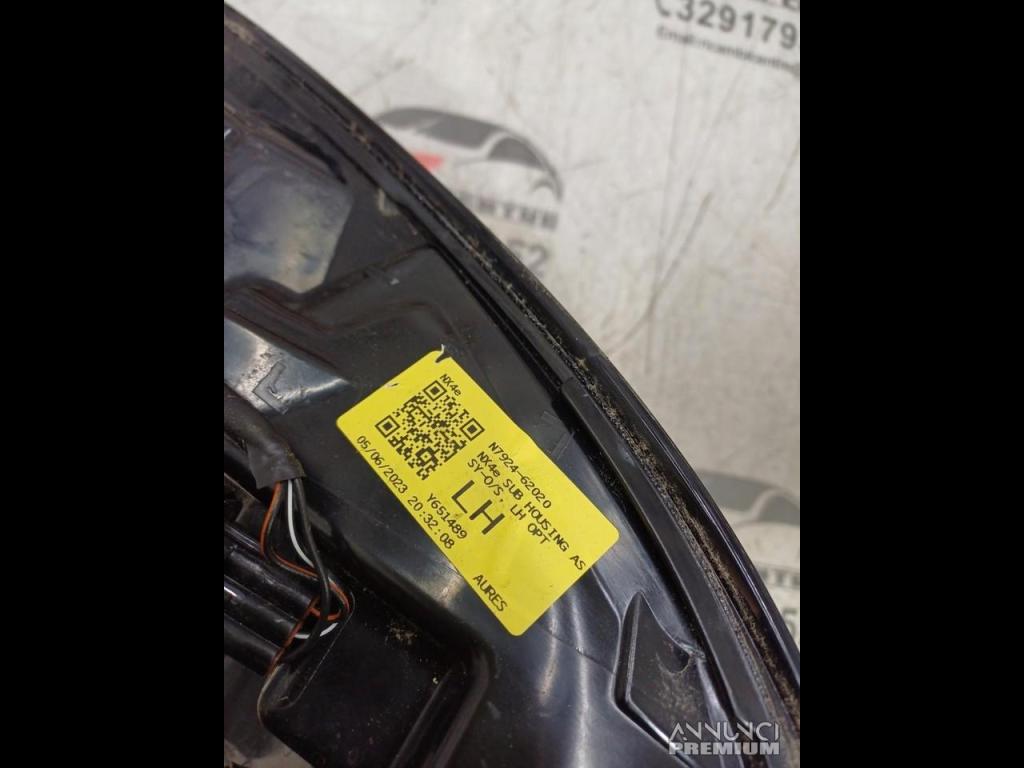 32917
NX4e
N7924-62020
NX4e SUB HOUSING AS
SY-O/S, LH OPT
LH
Y651489
05/06/2023 20:32:08
AURES
ANNUNCI
PREMIUM